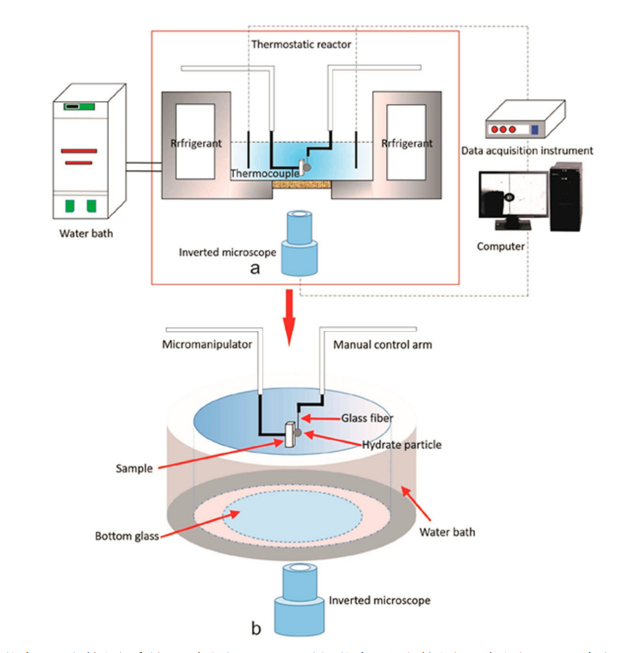 Thermostatic reactor
Rrfrigerant
Rrfrigerant
Thermocouple
Data acquisition instrument
Water bath
Computer
Inverted microscope
a
Micromanipulator
Manual control arm
Glass fiber
Hydrate particle
Sample
Bottom glass
Water bath
Inverted microscope
b